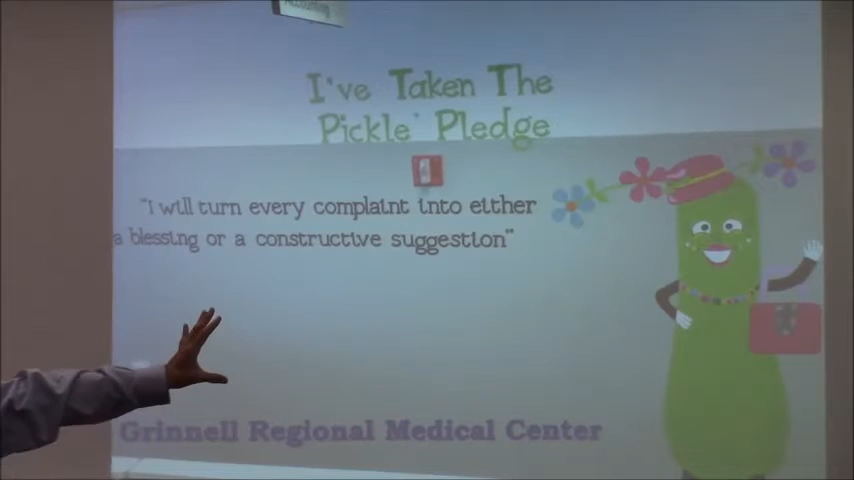 Accounting
I've Taken The
Pickle Pledge
"I will turn every complaint into either
a blessing or a constructive suggestion"
Grinnell Regional Medical Center